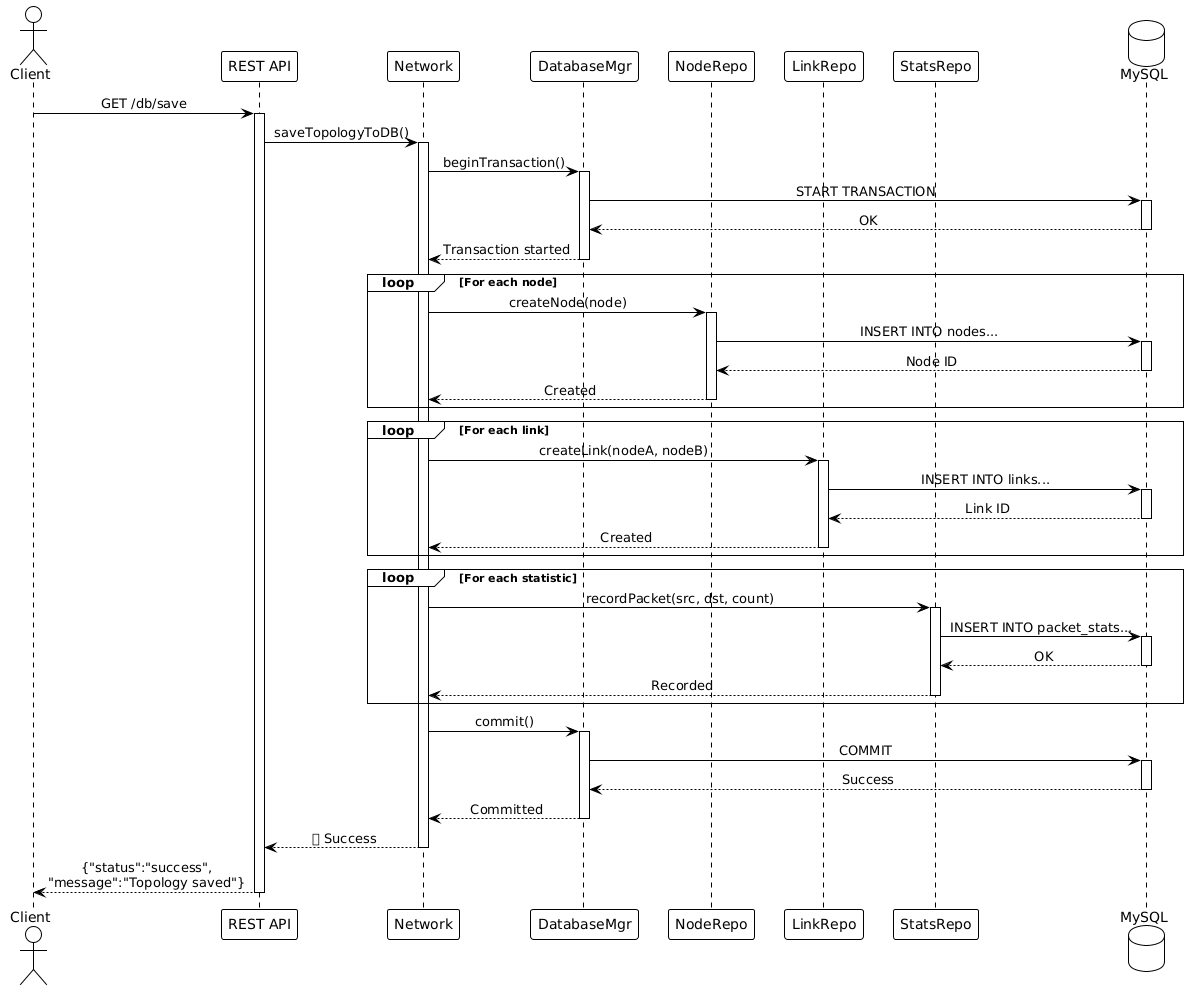 Client
REST API
Network
DatabaseMgr
NodeRepo
LinkRepo
StatsRepo
MySQL
GET /db/save
saveTopologyToDB()
beginTransaction()
START TRANSACTION
OK
Transaction started
loop [For each node]
createNode(node)
INSERT INTO nodes...
Node ID
Created
loop [For each link]
createLink(nodeA, nodeB)
INSERT INTO links...
Link ID
Created
loop [For each statistic]
recordPacket(src, dst, count)
INSERT INTO packet_stats...
OK
Recorded
commit()
COMMIT
Success
Committed
Success
{"status":"success",
"message":"Topology saved"}
Client
REST API
Network
DatabaseMgr
NodeRepo
LinkRepo
StatsRepo
MySQL